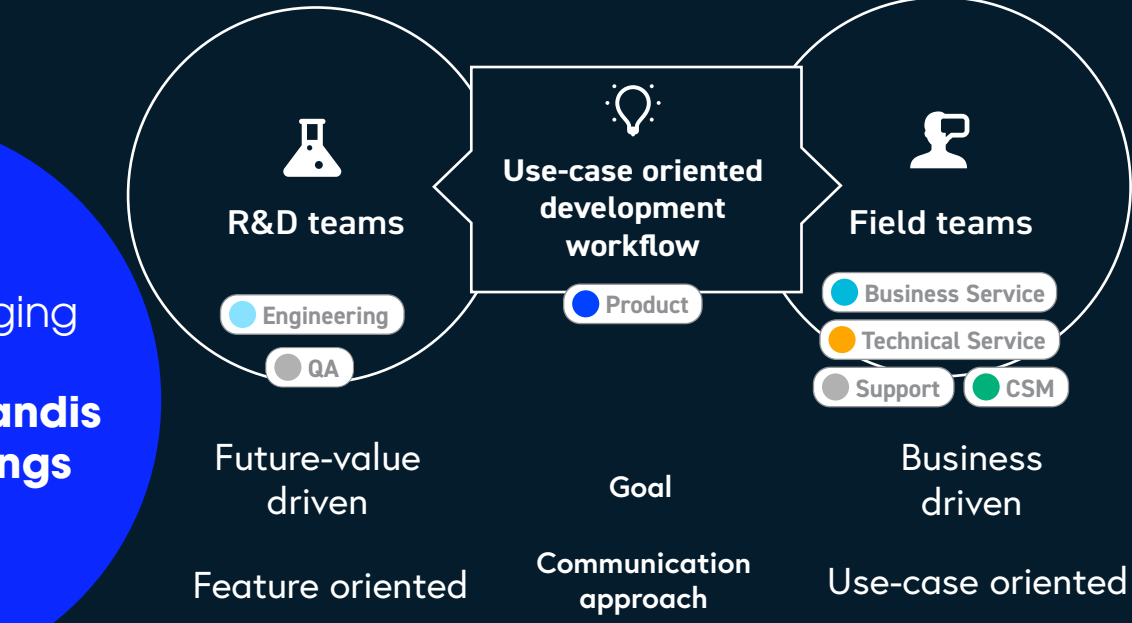 ging
andis
ngs
R&D teams
Engineering
QA
Use-case oriented
development
workflow
Product
Field teams
Business Service
Technical Service
Support
CSM
Future-value
driven
Goal
Business
driven
Feature oriented
Communication
approach
Use-case oriented